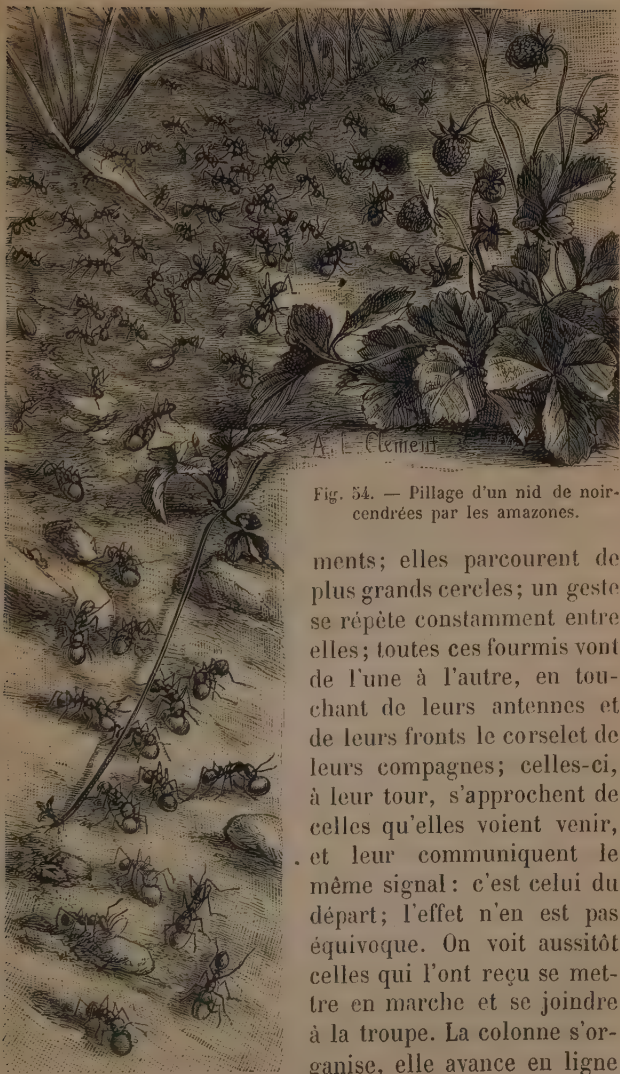 A. L. Clément
Fig. 54. — Pillage d'un nid de noir-
cendrées par les amazones.
ments; elles parcourent de
plus grands cercles; un geste
se répète constamment entre
elles; toutes ces fourmis vont
de l'une à l'autre, en tou-
chant de leurs antennes et
de leurs fronts le corselet de
leurs compagnes; celles-ci,
à leur tour, s'approchent de
celles qu'elles voient venir,
et leur communiquent le
même signal: c'est celui du
départ; l'effet n'en est pas
équivoque. On voit aussitôt
celles qui l'ont reçu se met-
tre en marche et se joindre
à la troupe. La colonne s'or-
ganise, elle avance en ligne